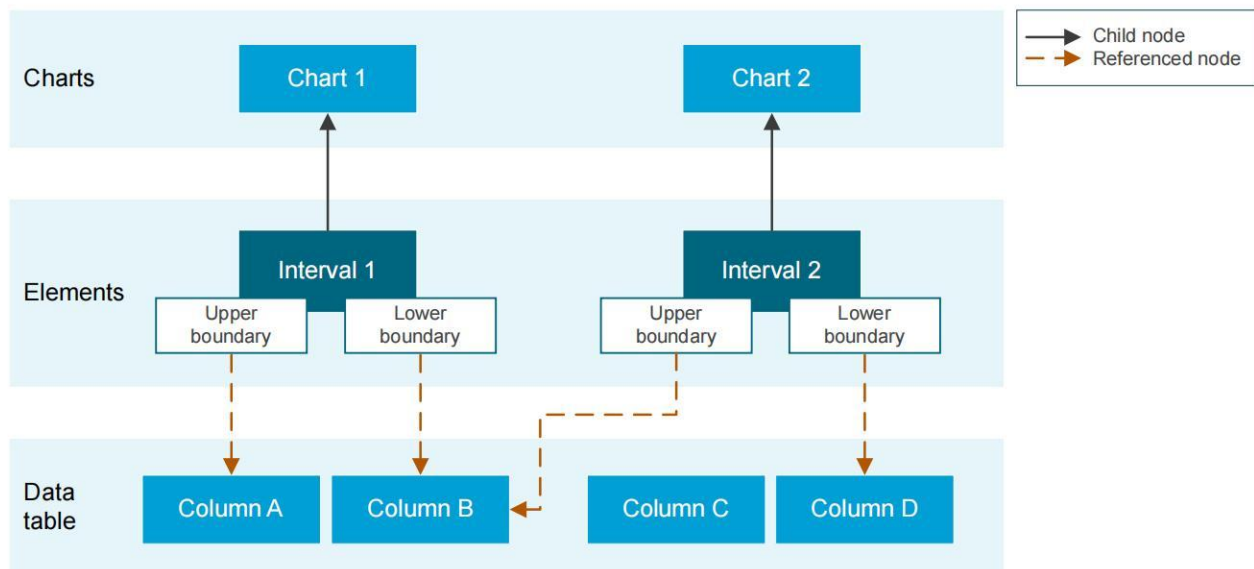 Charts
Chart 1
Chart 2
Child node
Referenced node
Elements
Interval 1
Interval 2
Upper
boundary
Lower
boundary
Upper
boundary
Lower
boundary
Data
table
Column A
Column B
Column C
Column D